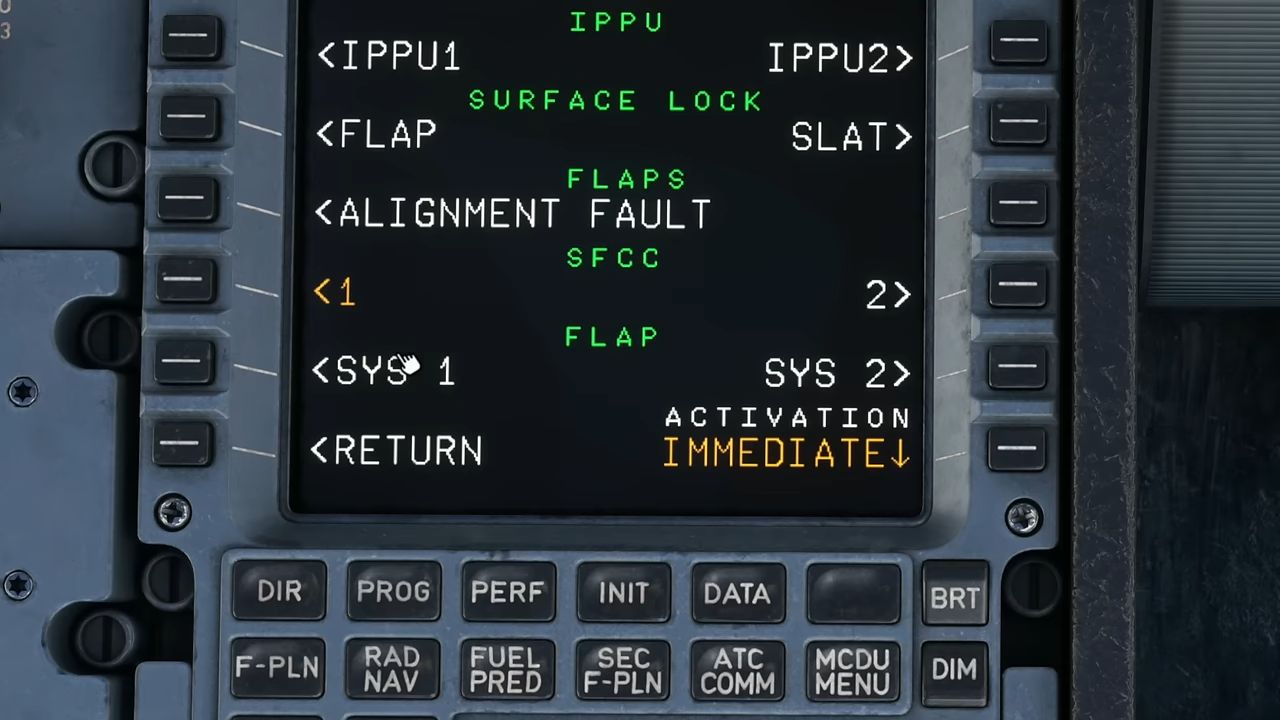 IPPU
<IPPU1 IPPU2>
SURFACE LOCK
<FLAP SLAT>
FLAPS
<ALIGNMENT FAULT
SFCC
<1 2>
FLAP
<SYS 1 SYS 2>
ACTIVATION
<RETURN IMMEDIATE↓
DIR PROG PERF INIT DATA BRT
F-PLN RAD NAV FUEL PRED SEC F-PLN ATC COMM MCDU MENU DIM